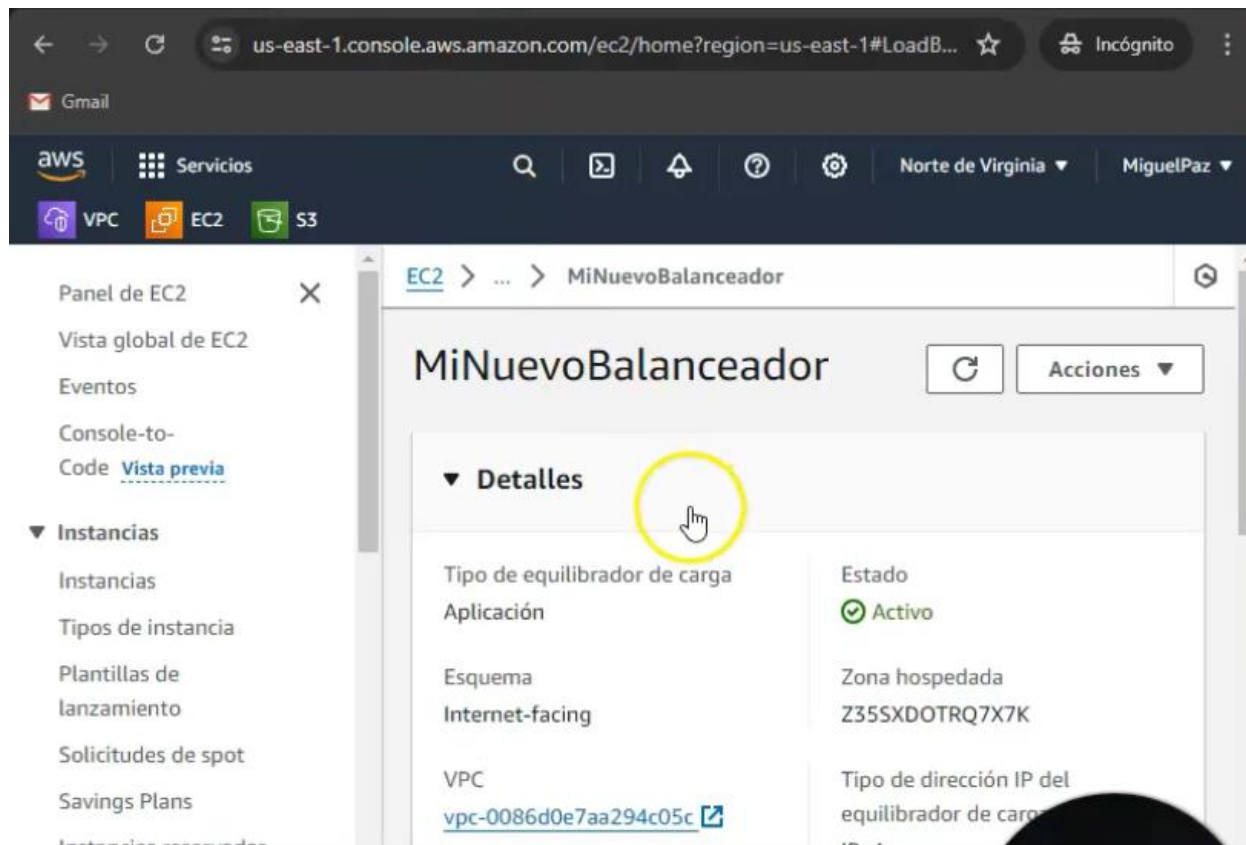 us-east-1.console.aws.amazon.com/ec2/home?region=us-east-1#LoadB...
Incógnito
Gmail
aws
Servicios
Norte de Virginia
MiguelPaz
VPC
EC2
S3
Panel de EC2
Vista global de EC2
Eventos
Console-to-
Code Vista previa
Instancias
Instancias
Tipos de instancia
Plantillas de
lanzamiento
Solicitudes de spot
Savings Plans
EC2 > ... > MiNuevoBalanceador
MiNuevoBalanceador
Acciones
Detalles
Tipo de equilibrador de carga
Aplicación
Estado
Activo
Esquema
Internet-facing
Zona hospedada
Z35SXDOTRQ7X7K
VPC
vpc-0086d0e7aa294c05c
Tipo de dirección IP del
equilibrador de carga